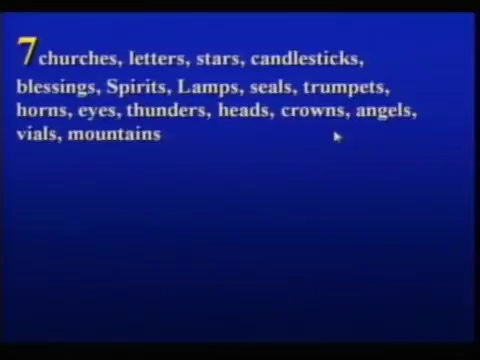 7 churches, letters, stars, candlesticks,
blessings, Spirits, Lamps, seals, trumpets,
horns, eyes, thunders, heads, crowns, angels,
vials, mountains